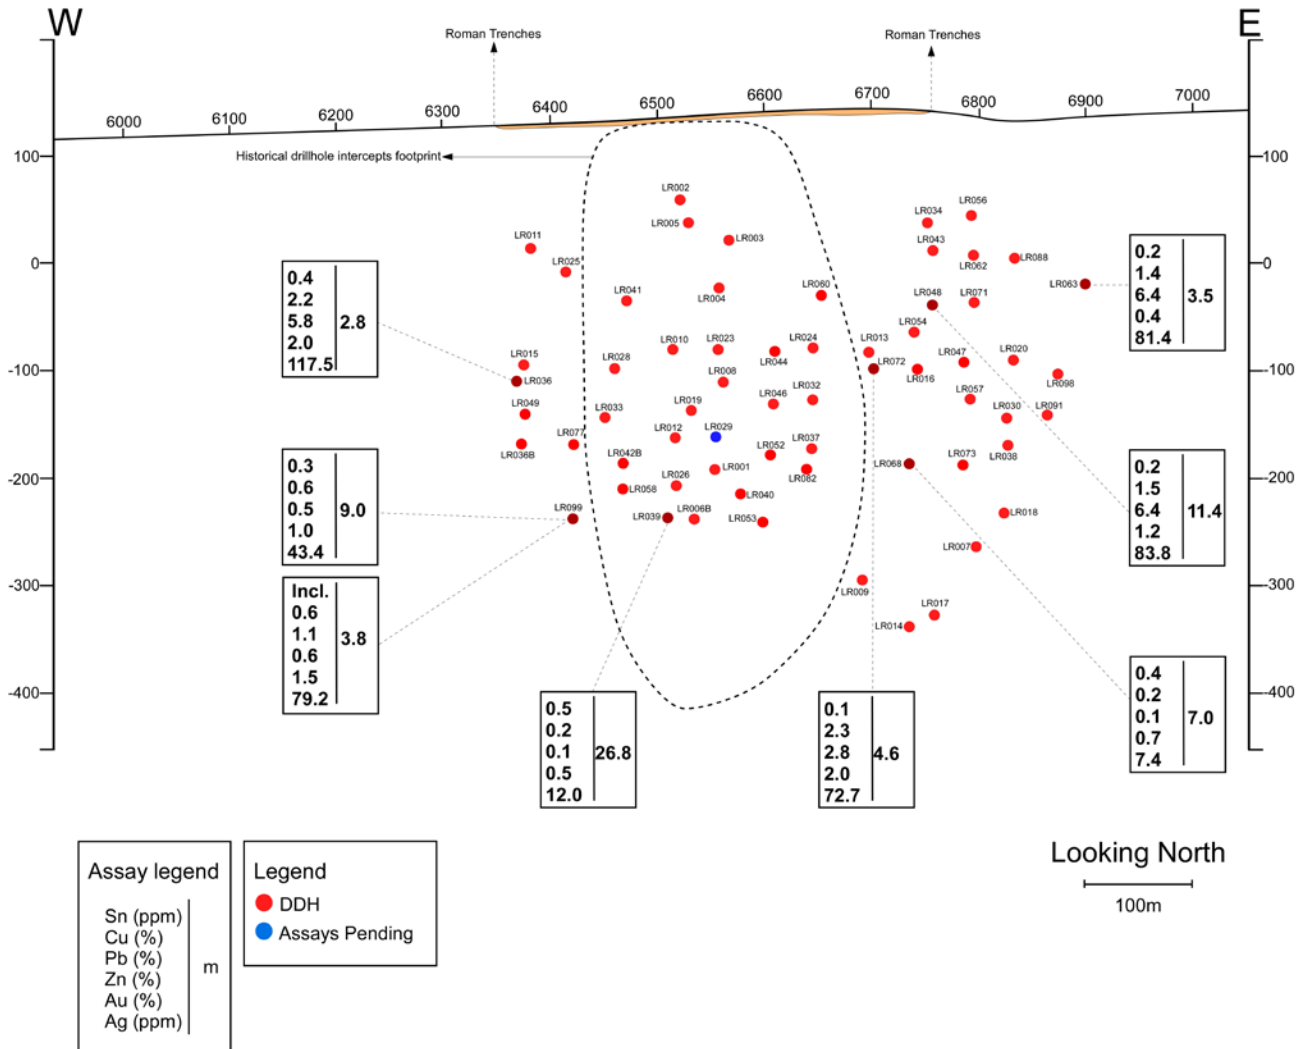 W
E
Roman Trenches
Roman Trenches
6000
6100
6200
6300
6400
6500
6600
6700
6800
6900
7000
100
0
-100
-200
-300
-400
100
0
-100
-200
-300
-400
Historical drillhole intercepts footprint
LR002
LR005
LR003
LR011
LR025
LR041
LR004
LR060
LR034
LR056
LR043
LR062
LR088
LR063
LR048
LR071
LR054
LR015
LR036
LR028
LR010
LR023
LR008
LR044
LR024
LR013
LR072
LR016
LR047
LR020
LR098
LR049
LR033
LR019
LR046
LR032
LR057
LR030
LR091
LR036B
LR077
LR012
LR029
LR052
LR037
LR038
LR042B
LR001
LR082
LR068
LR073
LR058
LR026
LR040
LR099
LR039
LR006B
LR053
LR018
LR007
LR009
LR017
LR014
0.4
2.2
5.8
2.0
117.5
2.8
0.3
0.6
0.5
1.0
43.4
9.0
Incl.
0.6
1.1
0.6
1.5
79.2
3.8
0.5
0.2
0.1
0.5
12.0
26.8
0.1
2.3
2.8
2.0
72.7
4.6
0.2
1.4
6.4
0.4
81.4
3.5
0.2
1.5
6.4
1.2
83.8
11.4
0.4
0.2
0.1
0.7
7.4
7.0
Assay legend
Sn (ppm)
Cu (%)
Pb (%)
Zn (%)
Au (%)
Ag (ppm)
m
Legend
DDH
Assays Pending
Looking North
100m